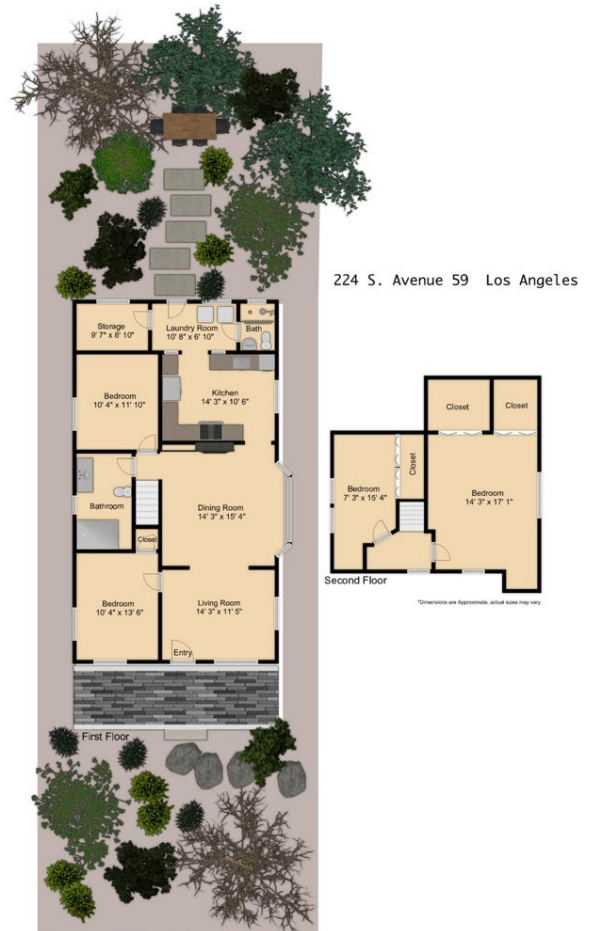 224 S. Avenue 59 Los Angeles
Storage
9' 7" x 8' 10"
Laundry Room
10' 8" x 6' 10"
Bath
Bedroom
10' 4" x 11' 10"
Kitchen
14' 3" x 10' 6"
Bathroom
Dining Room
14' 3" x 15' 4"
Closet
Bedroom
10' 4" x 13' 6"
Living Room
14' 3" x 11' 5"
Entry
First Floor
Closet
Closet
Closet
Bedroom
7' 3" x 15' 4"
Bedroom
14' 3" x 17' 1"
Second Floor
*Dimensions are Approximate, actual sizes may vary.